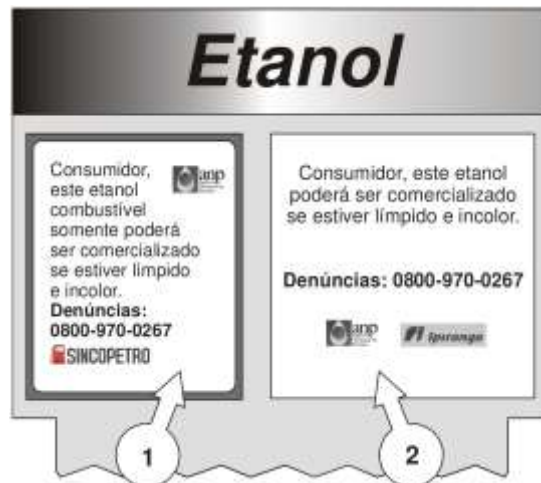 Etanol
Consumidor,
este etanol
combustível
somente poderá
ser comercializado
se estiver límpido
e incolor.
Denúncias:
0800-970-0267
SINCOPETRO
anp
Consumidor, este etanol
poderá ser comercializado
se estiver límpido e incolor.
Denúncias: 0800-970-0267
anp
Ipiranga
1
2